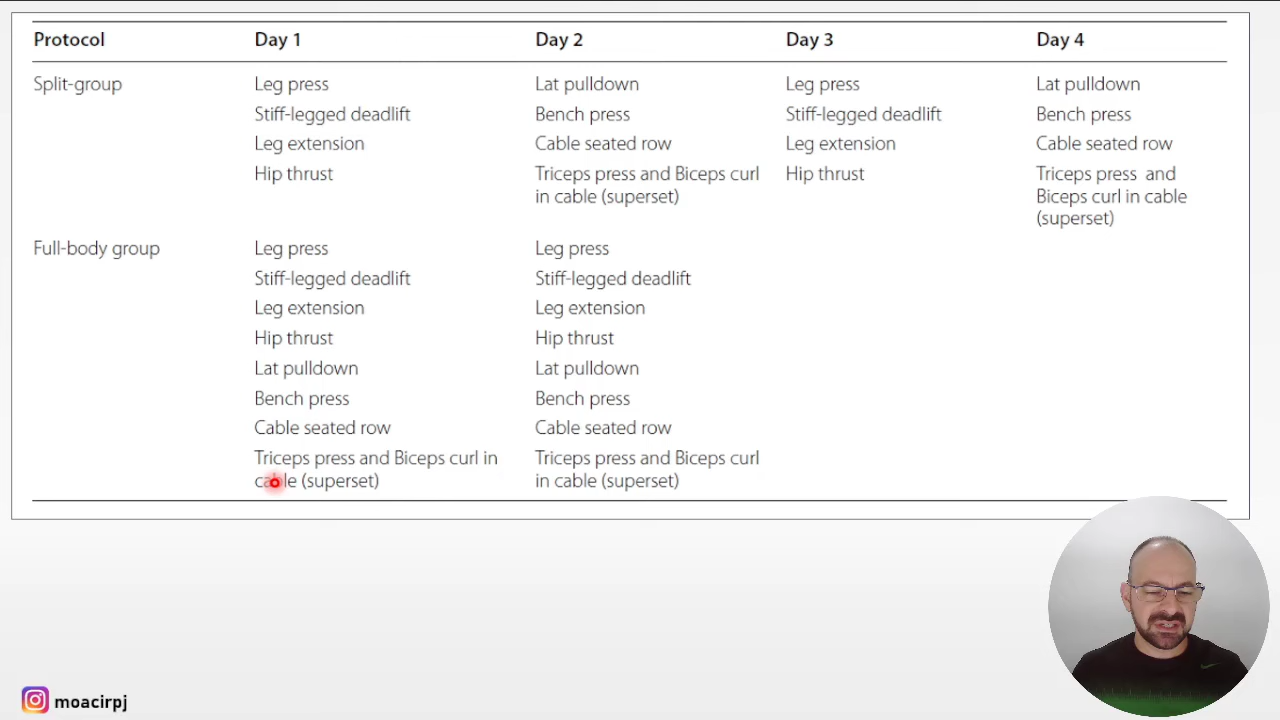 Protocol Day 1 Day 2 Day 3 Day 4
Split-group Leg press Lat pulldown Leg press Lat pulldown
Stiff-legged deadlift Bench press Stiff-legged deadlift Bench press
Leg extension Cable seated row Leg extension Cable seated row
Hip thrust Triceps press and Biceps curl Hip thrust Triceps press and
in cable (superset) Biceps curl in cable
(superset)
Full-body group Leg press Leg press
Stiff-legged deadlift Stiff-legged deadlift
Leg extension Leg extension
Hip thrust Hip thrust
Lat pulldown Lat pulldown
Bench press Bench press
Cable seated row Cable seated row
Triceps press and Biceps curl in Triceps press and Biceps curl
cable (superset) in cable (superset)
moacirpj